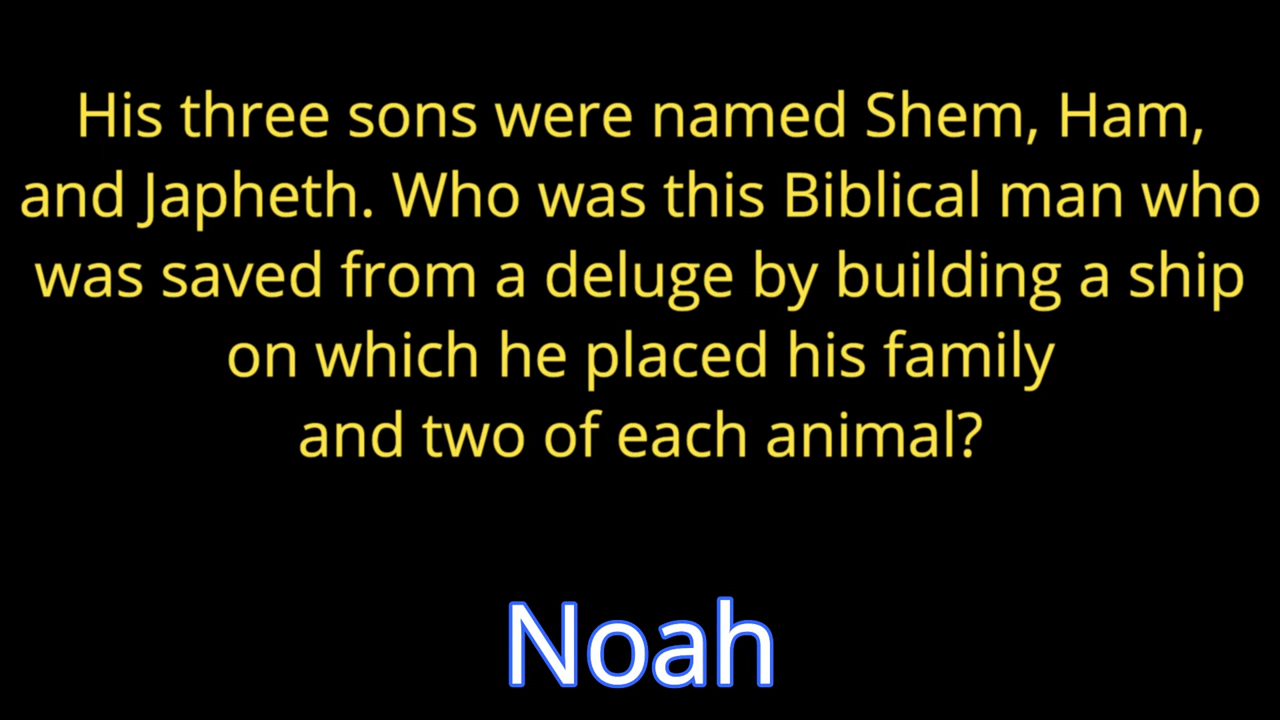 His three sons were named Shem, Ham,
and Japheth. Who was this Biblical man who
was saved from a deluge by building a ship
on which he placed his family
and two of each animal?
Noah